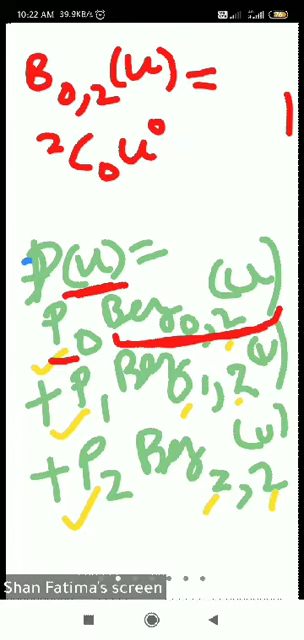 10:22 AM 39.9KB/s
B0,2(u)=
2C0u0
P(u)=
P0 Bez0,2(u)
+P1 Bez1,2(u)
+P2 Bez2,2(u)
Shan Fatima's screen